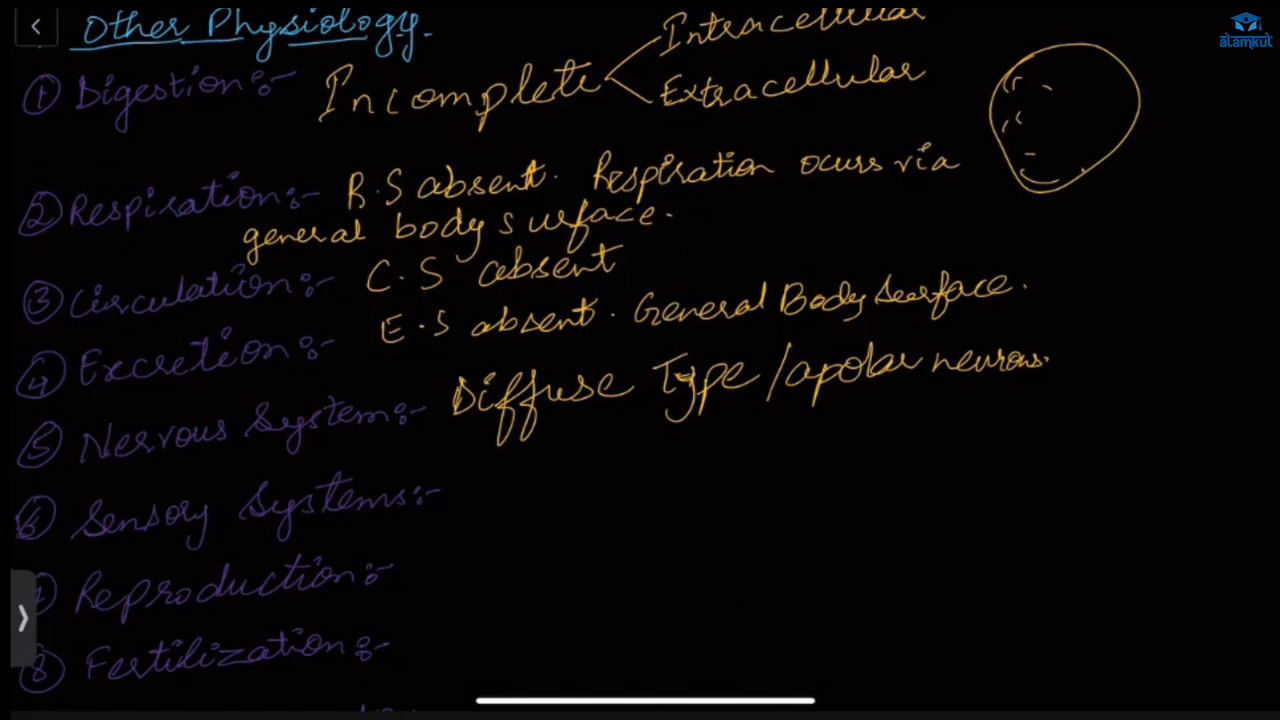 Other Physiology.
① Digestion:- Incomplete Intracellular
Extracellular
② Respiration:- R.S absent. Respiration ocurs via
general body surface.
③ Circulation:- C.S absent
④ Excretion:- E.S absent. General Body Surface.
⑤ Nervous System:- Diffuse Type/apolar neurons.
⑥ Sensory Systems:-
Reproduction:-
⑧ Fertilization:-
alamkut